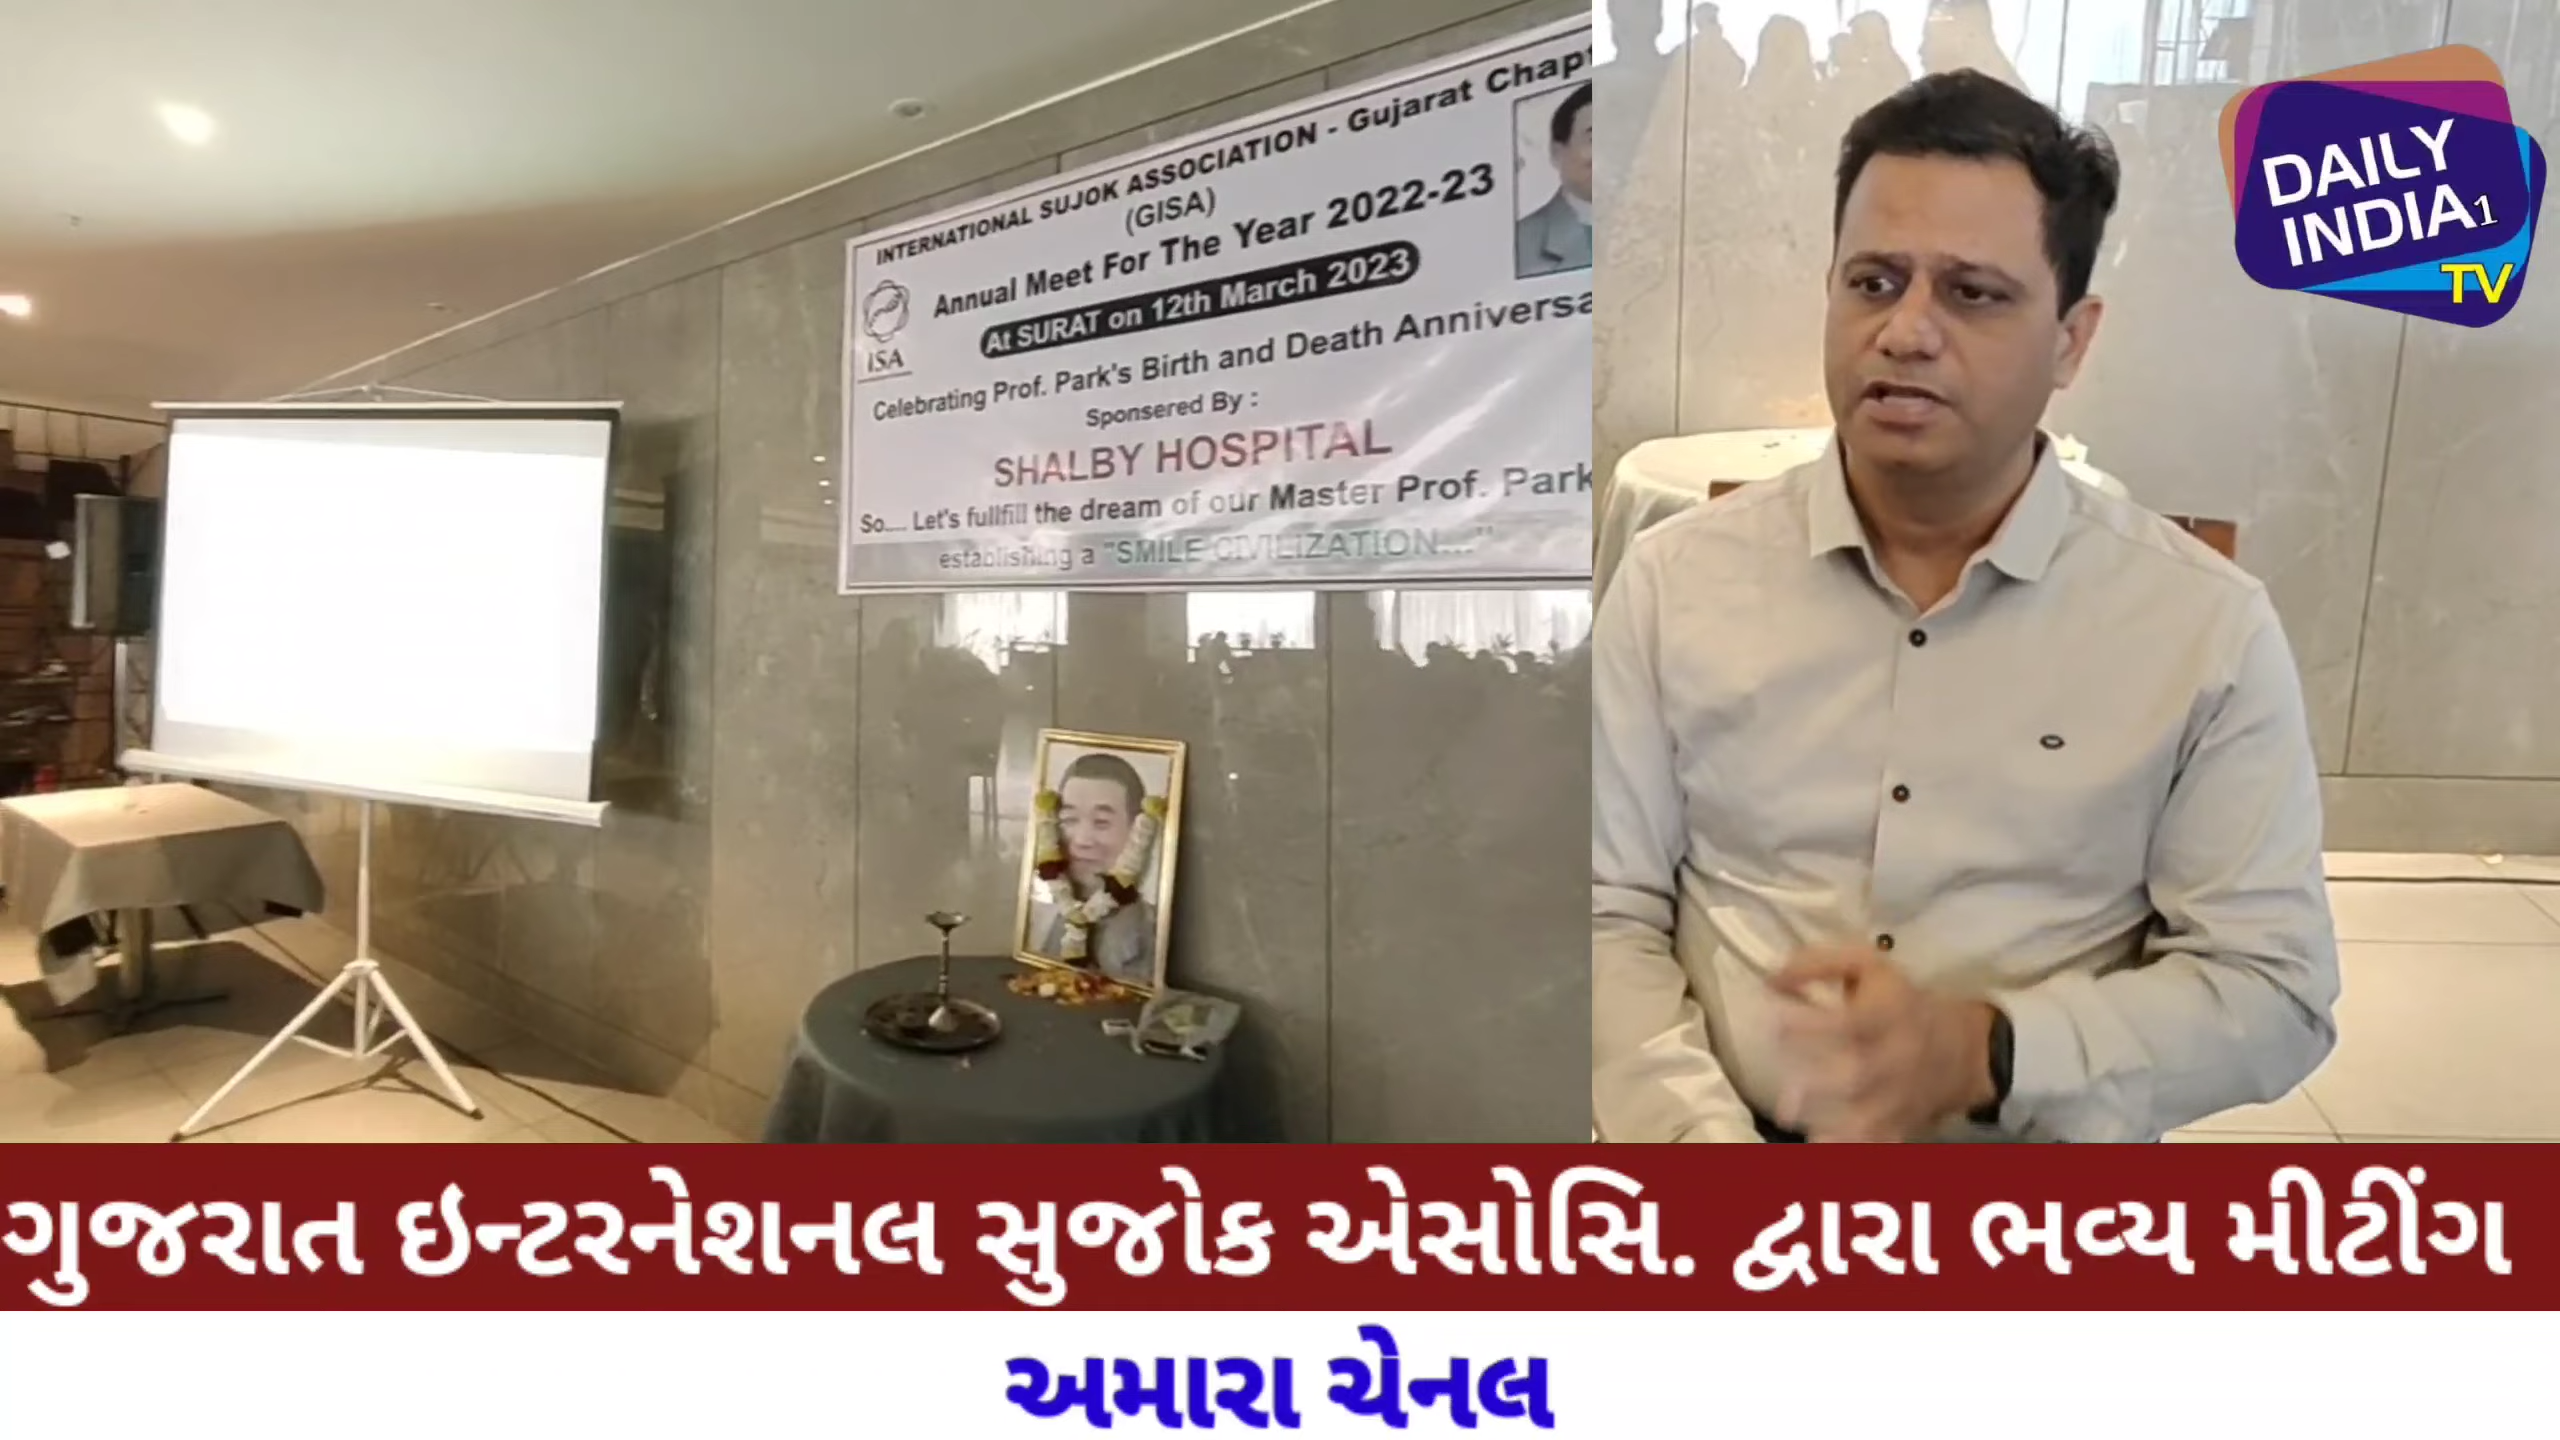 INTERNATIONAL SUJOK ASSOCIATION - Gujarat
(GISA)
Annual Meet For The Year 2022-23
At SURAT on 12th March 2023
ISA
Celebrating Prof. Park's Birth and Death
Sponsered By :
SHALBY HOSPITAL
So.... Let's fullfill the dream of our Master Prof. Park
establishing a "SMILE CIVILIZATION...."
DAILY
INDIA1
TV
ગુજરાત ઇન્ટરનેશનલ સુજોક એસોસિ. દ્વારા ભવ્ય મીટીંગ
અમારા ચેનલ